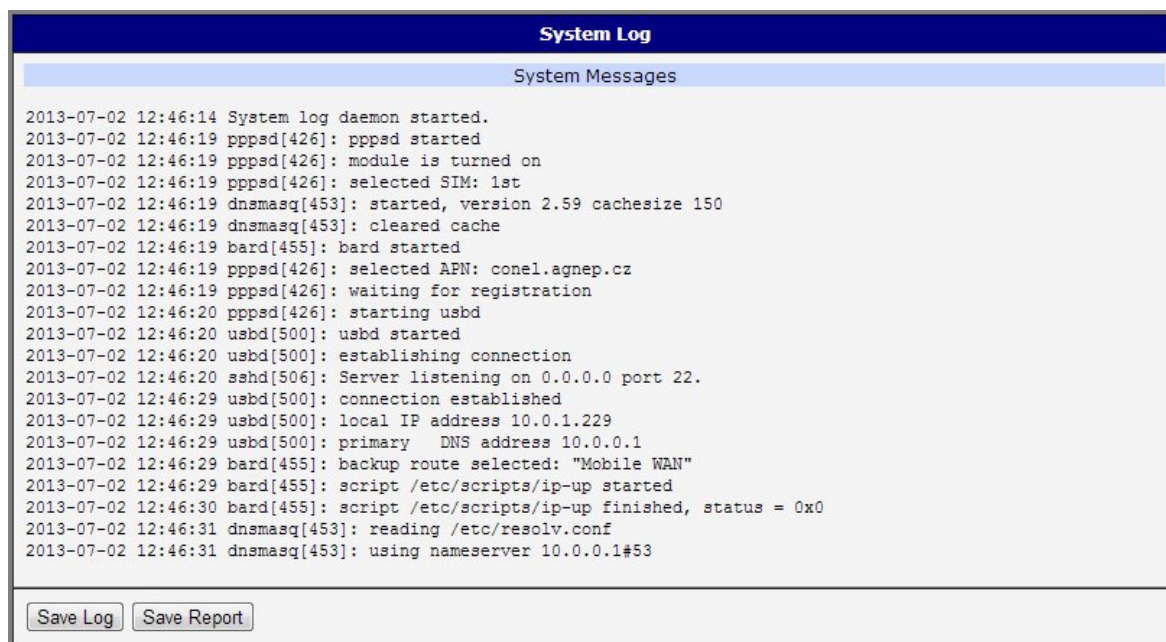 System Log
System Messages
2013-07-02 12:46:14 System log daemon started.
2013-07-02 12:46:19 pppsd[426]: pppsd started
2013-07-02 12:46:19 pppsd[426]: module is turned on
2013-07-02 12:46:19 pppsd[426]: selected SIM: 1st
2013-07-02 12:46:19 dnsmasq[453]: started, version 2.59 cachesize 150
2013-07-02 12:46:19 dnsmasq[453]: cleared cache
2013-07-02 12:46:19 bard[455]: bard started
2013-07-02 12:46:19 pppsd[426]: selected APN: conel.agnep.cz
2013-07-02 12:46:19 pppsd[426]: waiting for registration
2013-07-02 12:46:20 pppsd[426]: starting usbd
2013-07-02 12:46:20 usbd[500]: usbd started
2013-07-02 12:46:20 usbd[500]: establishing connection
2013-07-02 12:46:20 sshd[506]: Server listening on 0.0.0.0 port 22.
2013-07-02 12:46:29 usbd[500]: connection established
2013-07-02 12:46:29 usbd[500]: local IP address 10.0.1.229
2013-07-02 12:46:29 usbd[500]: primary   DNS address 10.0.0.1
2013-07-02 12:46:29 bard[455]: backup route selected: "Mobile WAN"
2013-07-02 12:46:29 bard[455]: script /etc/scripts/ip-up started
2013-07-02 12:46:30 bard[455]: script /etc/scripts/ip-up finished, status = 0x0
2013-07-02 12:46:31 dnsmasq[453]: reading /etc/resolv.conf
2013-07-02 12:46:31 dnsmasq[453]: using nameserver 10.0.0.1#53
Save Log Save Report